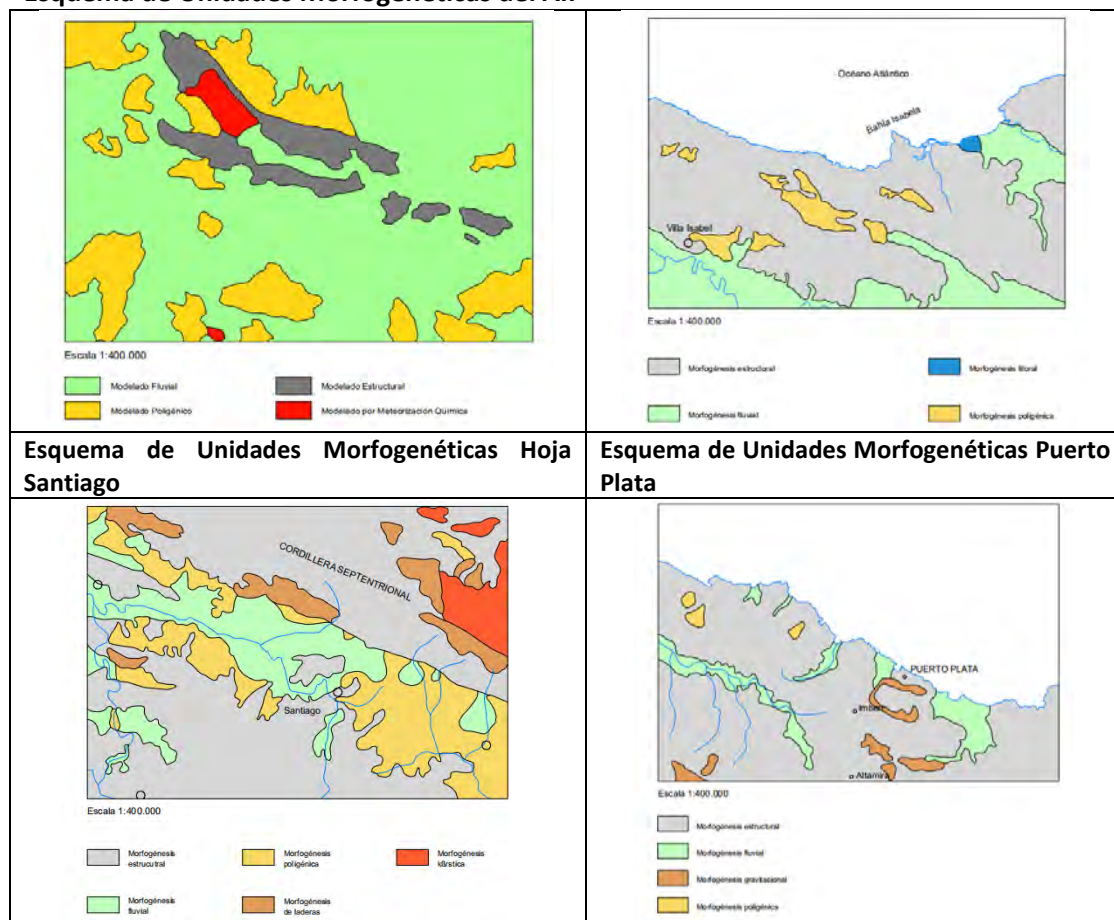 Esquema de Unidades Morfogenéticas del
Escala 1:400.000
Modelado Fluvial
Modelado Estructural
Modelado Poligénico
Modelado por Meteorización Química
Océano Atlántico
Bahía Isabela
Villa Isabel
Escala 1:400.000
Morfogénesis estructural
Morfogénesis litoral
Morfogénesis fluvial
Morfogénesis poligénica
Esquema de Unidades Morfogenéticas Hoja
Santiago
Esquema de Unidades Morfogenéticas Puerto
Plata
CORDILLERA SEPTENTRIONAL
Santiago
Escala 1:400.000
Morfogénesis
estrucutral
Morfogénesis
poligénica
Morfogénesis
kárstica
Morfogénesis
fluvial
Morfogénesis
de laderas
PUERTO PLATA
Imbert
Altamira
Escala 1:400.000
Morfogénesis estructural
Morfogénesis fluvial
Morfogénesis gravitacional
Morfogénesis poligénica